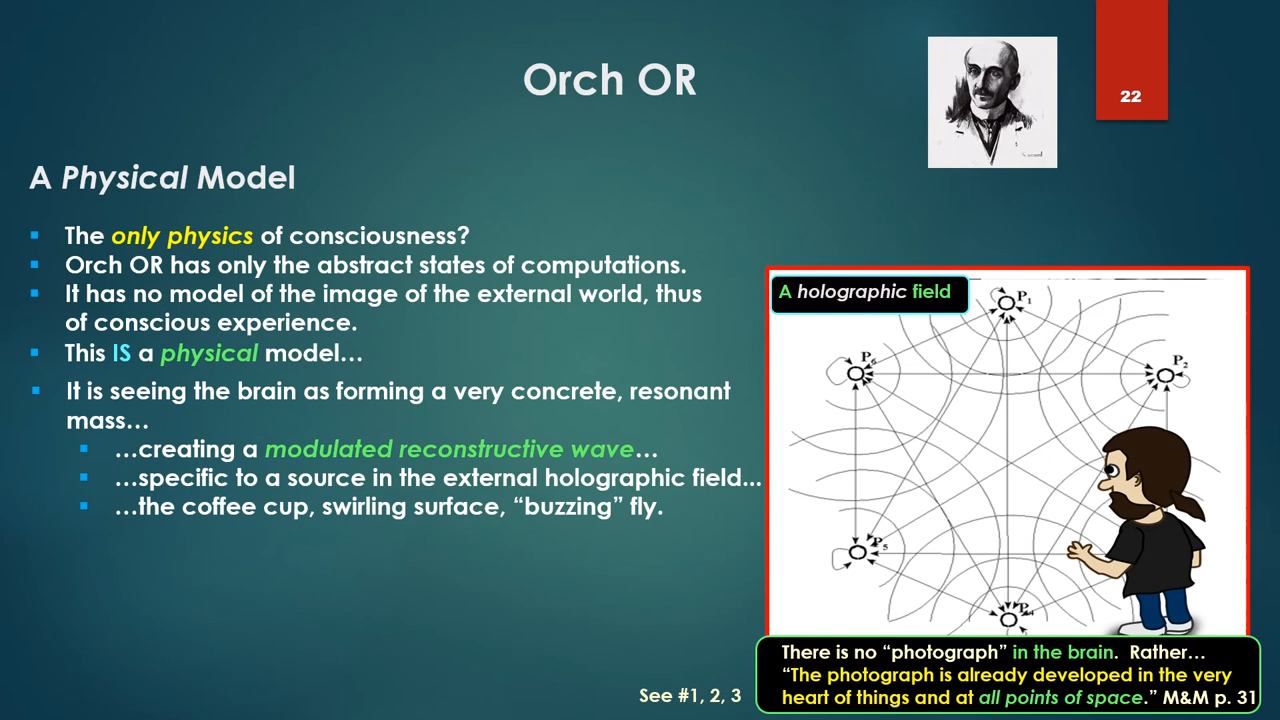 Orch OR
22
A Physical Model
The only physics of consciousness?
Orch OR has only the abstract states of computations.
It has no model of the image of the external world, thus
of conscious experience.
This IS a physical model…
It is seeing the brain as forming a very concrete, resonant
mass…
…creating a modulated reconstructive wave…
…specific to a source in the external holographic field...
…the coffee cup, swirling surface, “buzzing” fly.
A holographic field
P1
P6
P2
P5
There is no “photograph” in the brain. Rather…
“The photograph is already developed in the very
heart of things and at all points of space.” M&M p. 31
See #1, 2, 3